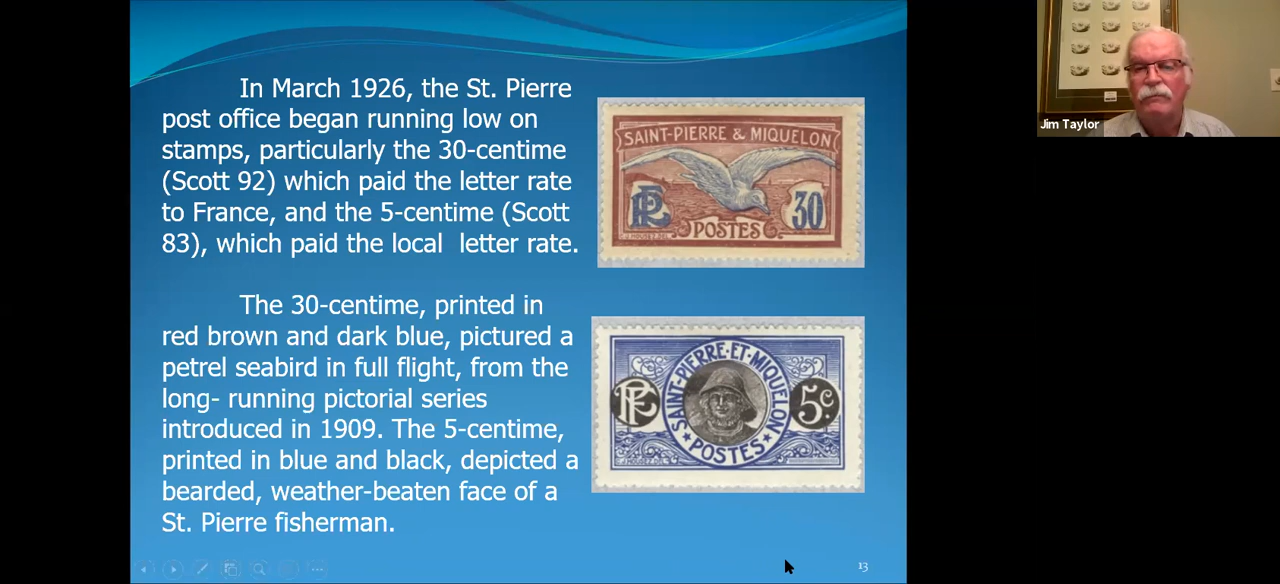 In March 1926, the St. Pierre
post office began running low on
stamps, particularly the 30-centime
(Scott 92) which paid the letter rate
to France, and the 5-centime (Scott
83), which paid the local letter rate.
The 30-centime, printed in
red brown and dark blue, pictured a
petrel seabird in full flight, from the
long- running pictorial series
introduced in 1909. The 5-centime,
printed in blue and black, depicted a
bearded, weather-beaten face of a
St. Pierre fisherman.
SAINT-PIERRE & MIQUELON
RF
30
POSTES
SAINT-PIERRE-ET-MIQUELON
RF
5c.
POSTES
13
Jim Taylor